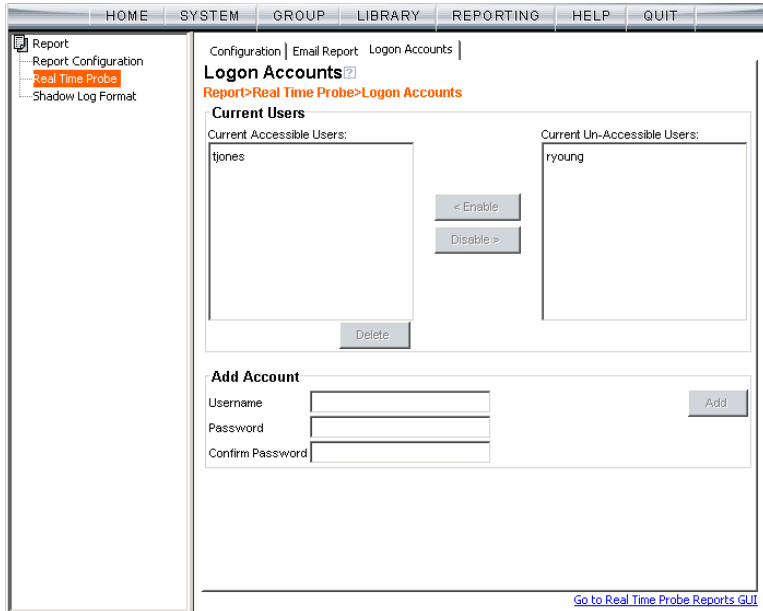 HOME SYSTEM GROUP LIBRARY REPORTING HELP QUIT
Report
Report Configuration
Real Time Probe
Shadow Log Format
Configuration Email Report Logon Accounts
Logon Accounts?
Report>Real Time Probe>Logon Accounts
Current Users
Current Accessible Users:
tjones
< Enable
Disable >
Current Un-Accessible Users:
ryoung
Delete
Add Account
Username
Password
Confirm Password
Add
Go to Real Time Probe Reports GUI